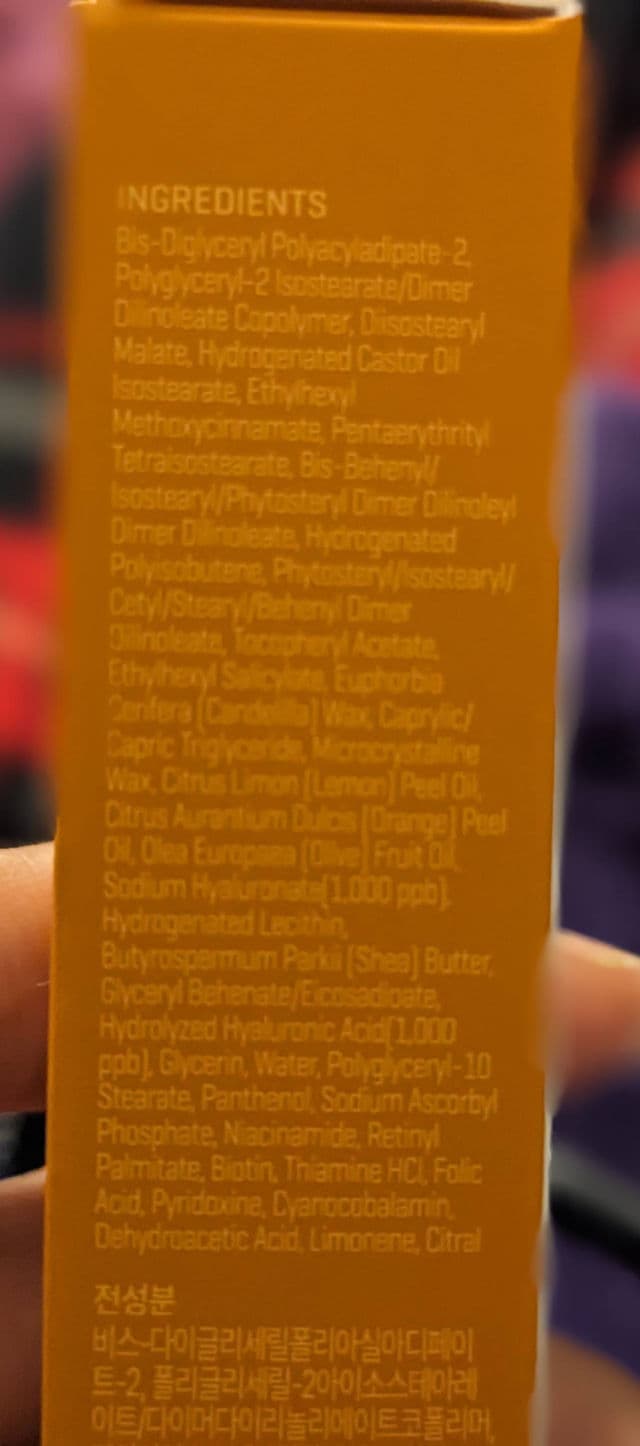 INGREDIENTS
Bis-Diglyceryl Polyacyladipate-2,
Polyglyceryl-2 Isostearate/Dimer
Dilinoleate Copolymer, Diisostearyl
Malate, Hydrogenated Castor Oil
Isostearate, Ethylhexyl
Methoxycinnamate, Pentaerythrityl
Tetraisostearate, Bis-Behenyl/
Isostearyl/Phytosteryl Dimer Dilinoleyl
Dimer Dilinoleate, Hydrogenated
Polyisobutene, Phytosteryl/Isostearyl/
Cetyl/Stearyl/Behenyl Dimer
Dilinoleate, Tocopheryl Acetate,
Ethylhexyl Salicylate, Euphorbia
Cerifera (Candelilla) Wax, Caprylic/
Capric Triglyceride, Microcrystalline
Wax, Citrus Limon (Lemon) Peel Oil,
Citrus Aurantium Dulcis (Orange) Peel
Oil, Olea Europaea (Olive) Fruit Oil,
Sodium Hyaluronate(1,000 ppb),
Hydrogenated Lecithin,
Butyrospermum Parkii (Shea) Butter,
Glyceryl Behenate/Eicosadioate,
Hydrolyzed Hyaluronic Acid(1,000
ppb), Glycerin, Water, Polyglyceryl-10
Stearate, Panthenol, Sodium Ascorbyl
Phosphate, Niacinamide, Retinyl
Palmitate, Biotin, Thiamine HCl, Folic
Acid, Pyridoxine, Cyanocobalamin,
Dehydroacetic Acid, Limonene, Citral
전성분
비스-다이글리세릴폴리아실아디페이
트-2, 폴리글리세릴-2아이소스테아레
이트/다이머다이리놀리에이트코폴리머,